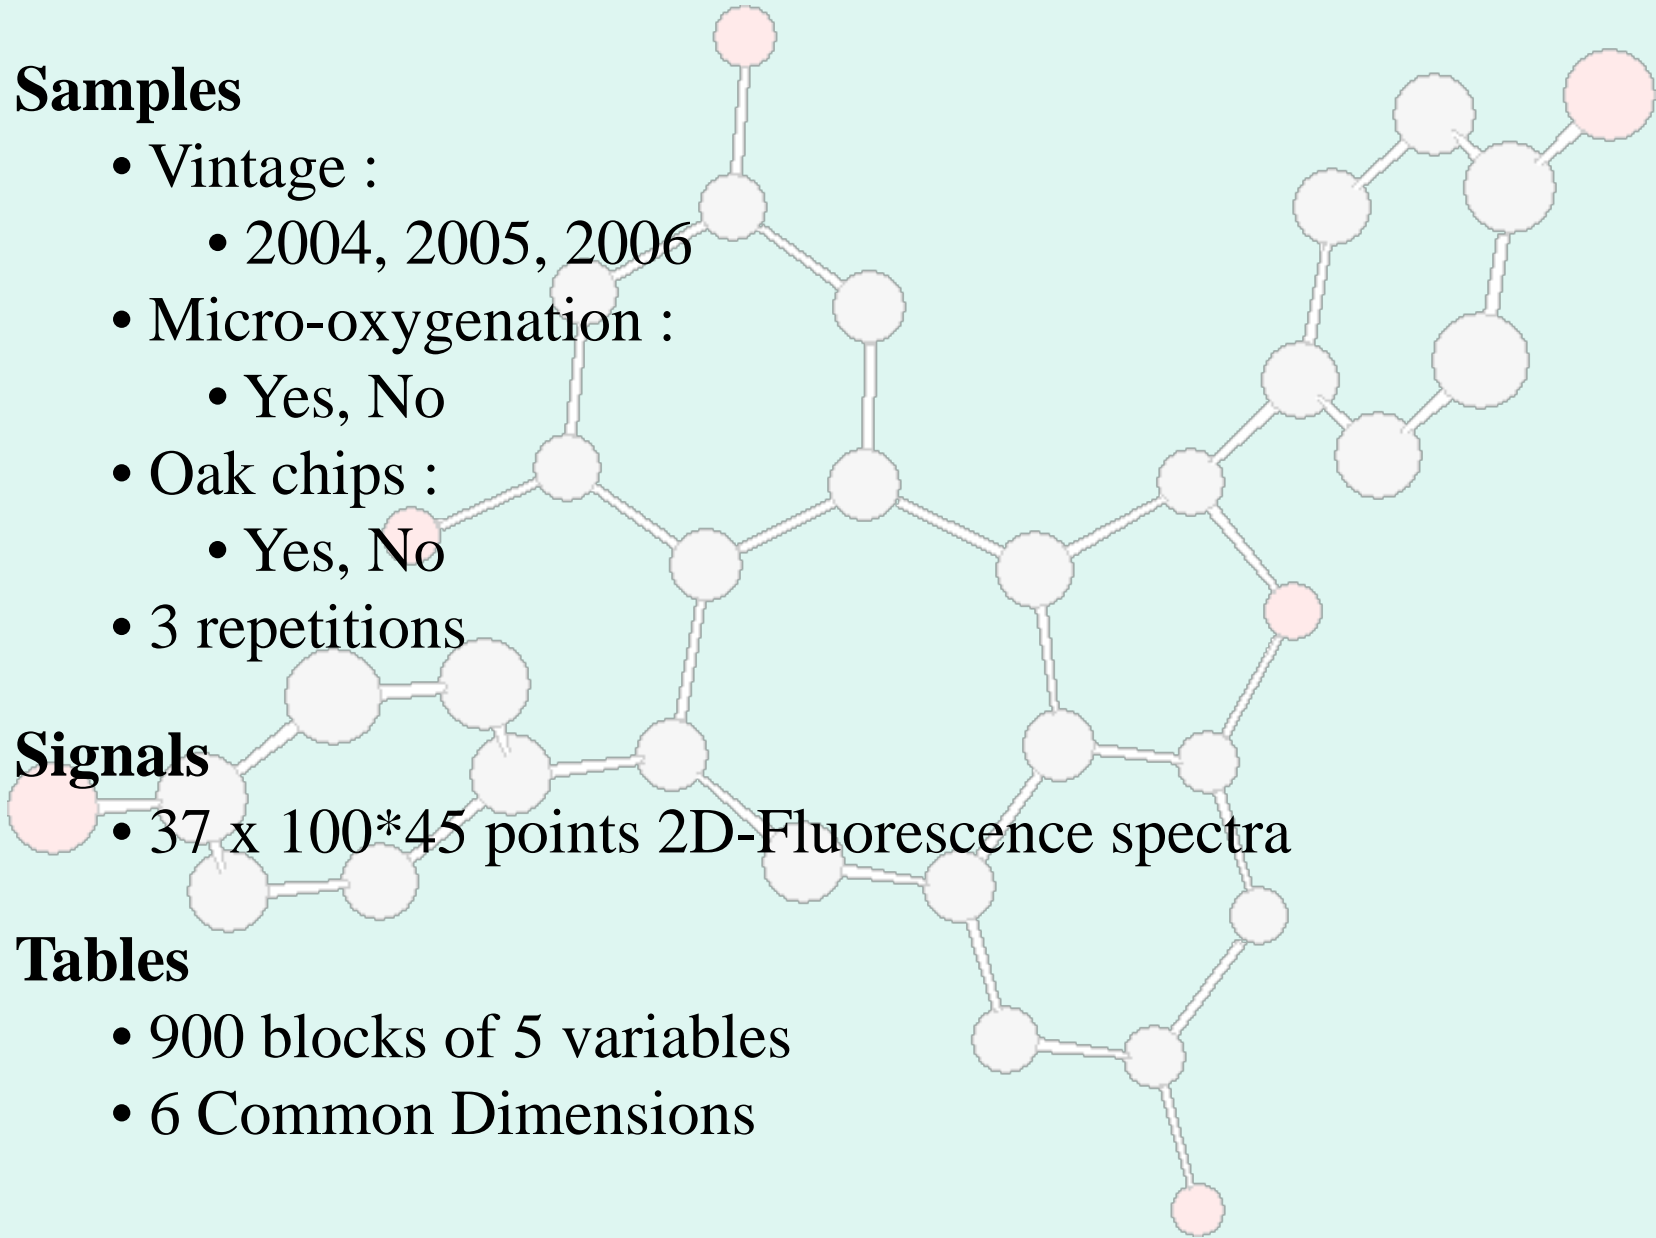 Samples
• Vintage :
• 2004, 2005, 2006
• Micro-oxygenation :
• Yes, No
• Oak chips :
• Yes, No
• 3 repetitions
Signals
• 37 x 100*45 points 2D-Fluorescence spectra
Tables
• 900 blocks of 5 variables
• 6 Common Dimensions